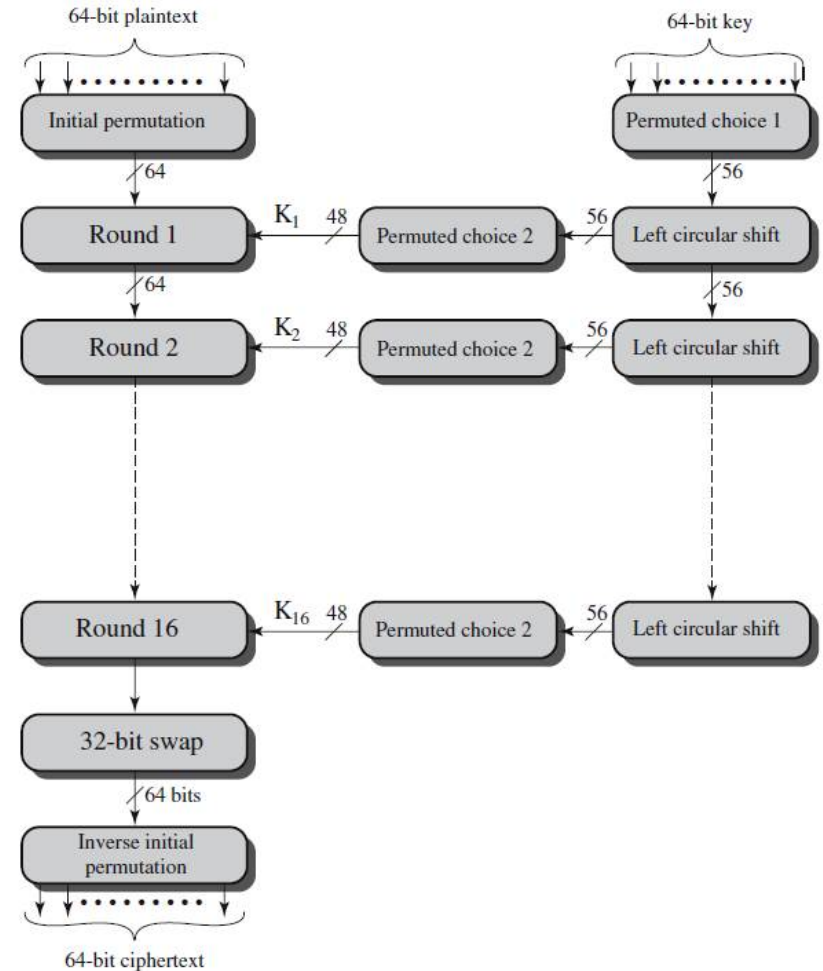 64-bit plaintext
64-bit key
Initial permutation
Permuted choice 1
64
56
Round 1
K1
48
Permuted choice 2
56
Left circular shift
64
56
Round 2
K2
48
Permuted choice 2
56
Left circular shift
Round 16
K16
48
Permuted choice 2
56
Left circular shift
32-bit swap
64 bits
Inverse initial
permutation
64-bit ciphertext